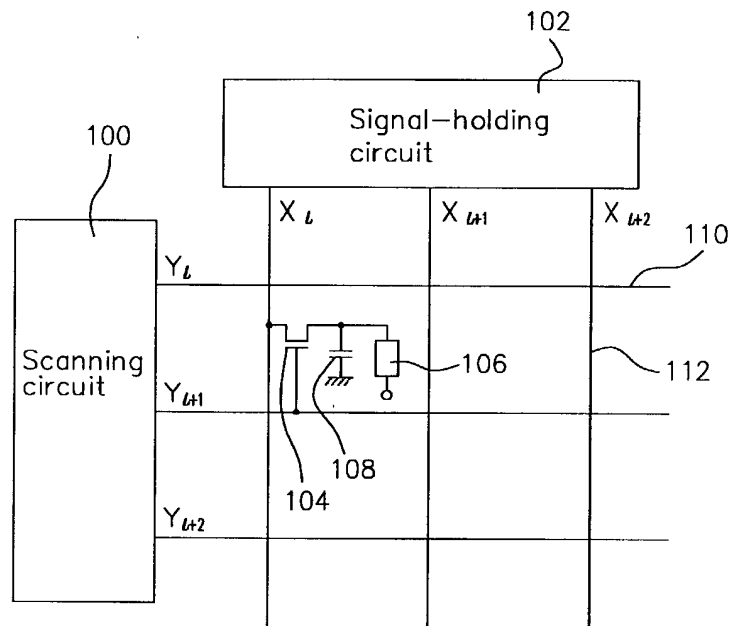 102
Signal-holding
circuit
100
X ℓ
X ℓ+1
X ℓ+2
110
Y ℓ
Scanning
circuit
106
112
Y ℓ+1
108
104
Y ℓ+2